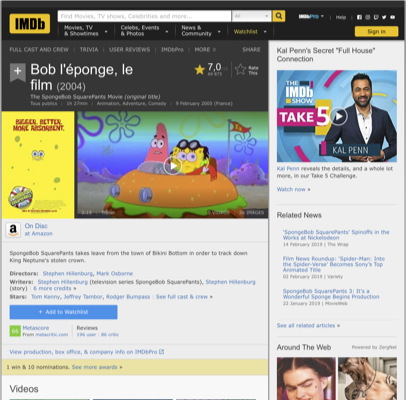 IMDb
Find Movies, TV shows, Celebrities and more...
All
IMDbPro
Help
Movies, TV & Showtimes
Celebs, Events & Photos
News & Community
Watchlist
Sign in
FULL CAST AND CREW | TRIVIA | USER REVIEWS | IMDbPro | MORE
SHARE
Bob l'éponge, le film (2004)
The SpongeBob SquarePants Movie (original title)
Tous publics | 1h 27min | Animation, Adventure, Comedy | 9 February 2005 (France)
7,0
Rate This
BIGGER. BETTER.
MORE ABSORBENT.
On Disc
at Amazon
SpongeBob SquarePants takes leave from the town of Bikini Bottom in order to track down
King Neptune's stolen crown.
Directors: Stephen Hillenburg, Mark Osborne
Writers: Stephen Hillenburg (television series SpongeBob SquarePants), Stephen Hillenburg
(story) | 6 more credits »
Stars: Tom Kenny, Jeffrey Tambor, Rodger Bumpass | See full cast & crew »
+ Add to Watchlist
Metascore
From metacritic.com
Reviews
View production, box office, & company info on IMDbPro
1 win & 10 nominations. See more awards »
Videos
Kal Penn's Secret "Full House"
Connection
THE
IMDb
SHOW
TAKE 5
KAL PENN
Kal Penn reveals the details, and a whole lot
more, in our Take 5 Challenge.
Watch now »
Related News
'SpongeBob SquarePants' Spinoffs in the
Works at Nickelodeon
14 February 2019 | The Wrap
Film News Roundup: 'Spider-Man: Into
the Spider-Verse' Becomes Sony's Top
Animated Title
02 February 2019 | Variety
SpongeBob SquarePants 3: It's a
Wonderful Sponge Begins Production
22 January 2019 | MovieWeb
See all related articles »
Around The Web
Powered by ZergNet